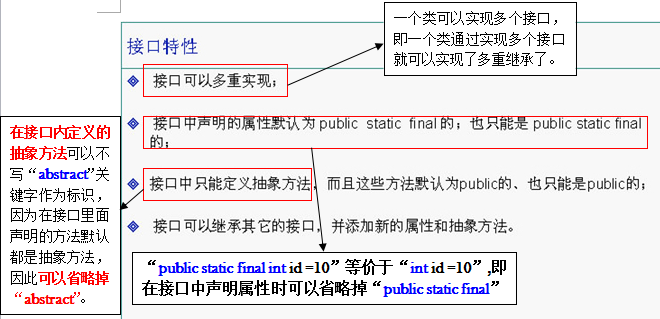 一个类可以实现多个接口，
即一个类通过实现多个接口
就可以实现了多重继承了。
接口特性
接口可以多重实现；
接口中声明的属性默认为 public static final 的；也只能是 public static final
的；
接口中只能定义抽象方法，而且这些方法默认为public的、也只能是public的；
接口可以继承其它的接口，并添加新的属性和抽象方法。
在接口内定义的
抽象方法可以不
写“abstract”关
键字作为标识，
因为在接口里面
声明的方法默认
都是抽象方法，
因此可以省略掉
“abstract”。
“public static final int id =10”等价于“int id =10”,即
在接口中声明属性时可以省略掉“public static final”